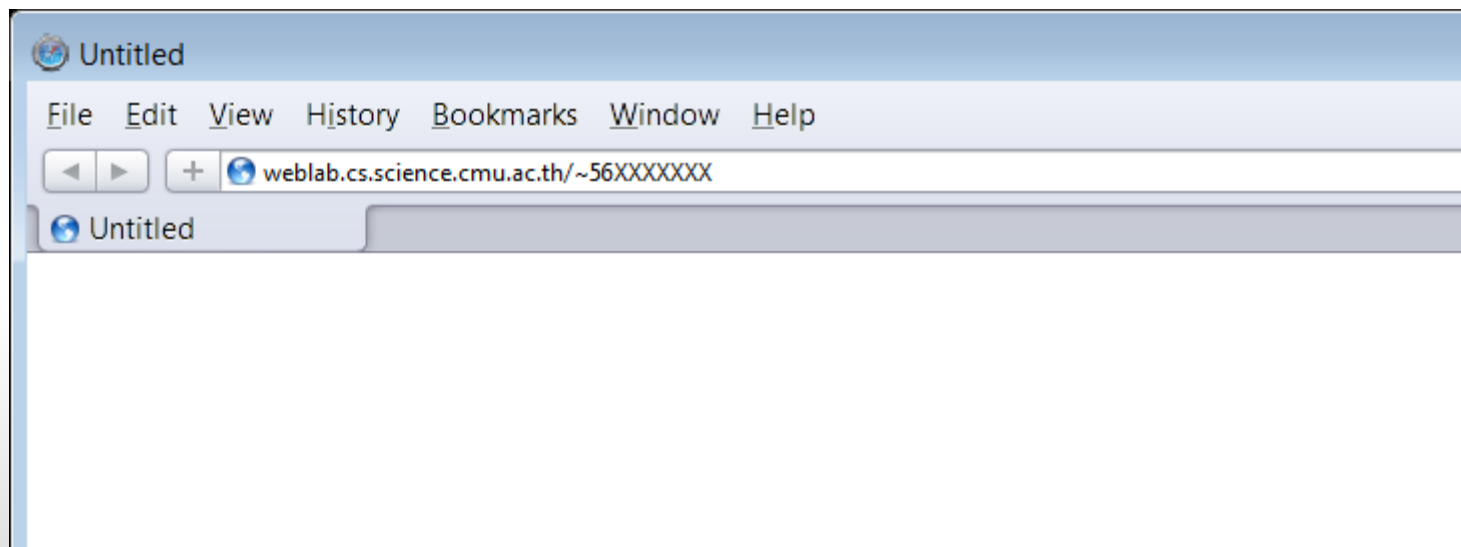 Untitled
File Edit View History Bookmarks Window Help
+ weblab.cs.science.cmu.ac.th/~56XXXXXXX
Untitled